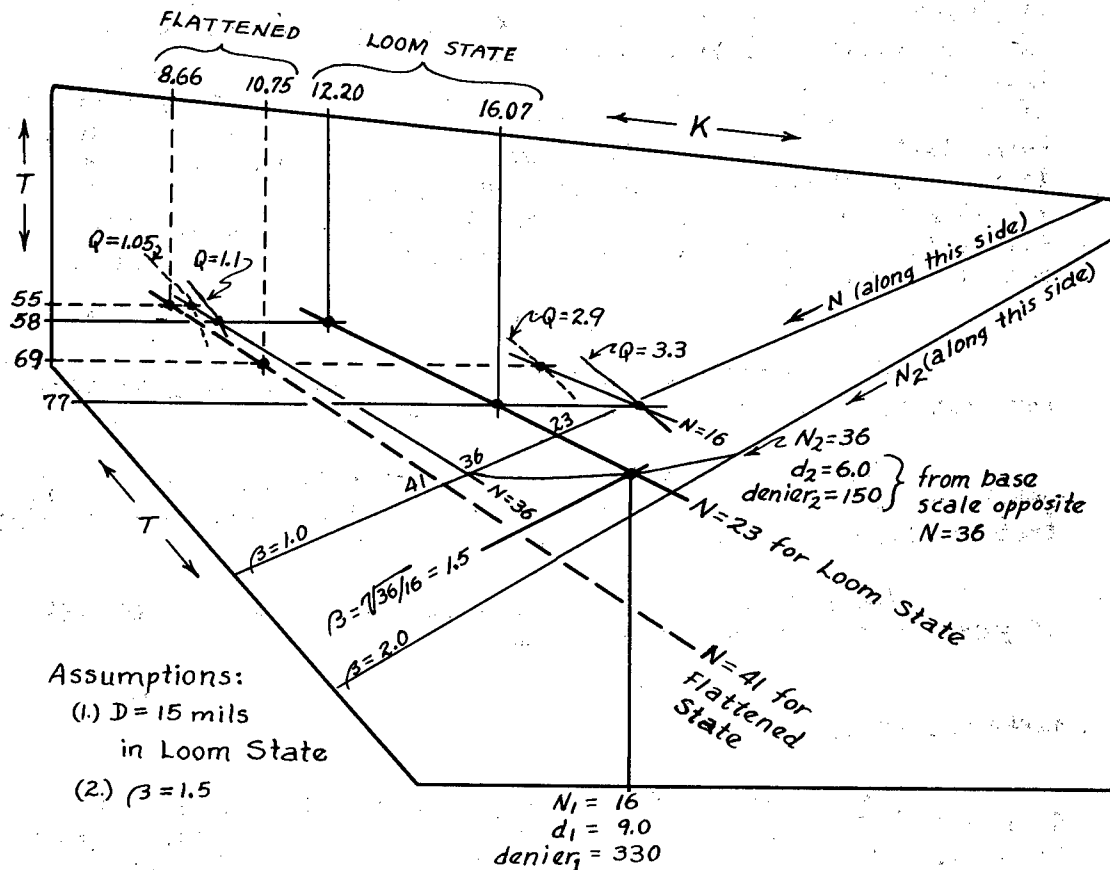 FLATTENED
LOOM STATE
8.66
10.75
12.20
16.07
K
T
Q=1.05
Q=1.1
Q=2.9
Q=3.3
N (along this side)
N₂ (along this side)
55
58
69
77
23
N=16
36
41
N=36
N₂=36
d₂=6.0
denier₂=150
from base
scale opposite
N=36
T
β=1.0
β=√36/16 = 1.5
β=2.0
N=23 for Loom State
N=41 for
Flattened
State
Assumptions:
(1.) D = 15 mils
in Loom State
(2.) β = 1.5
N₁ = 16
d₁ = 9.0
denier₁ = 330